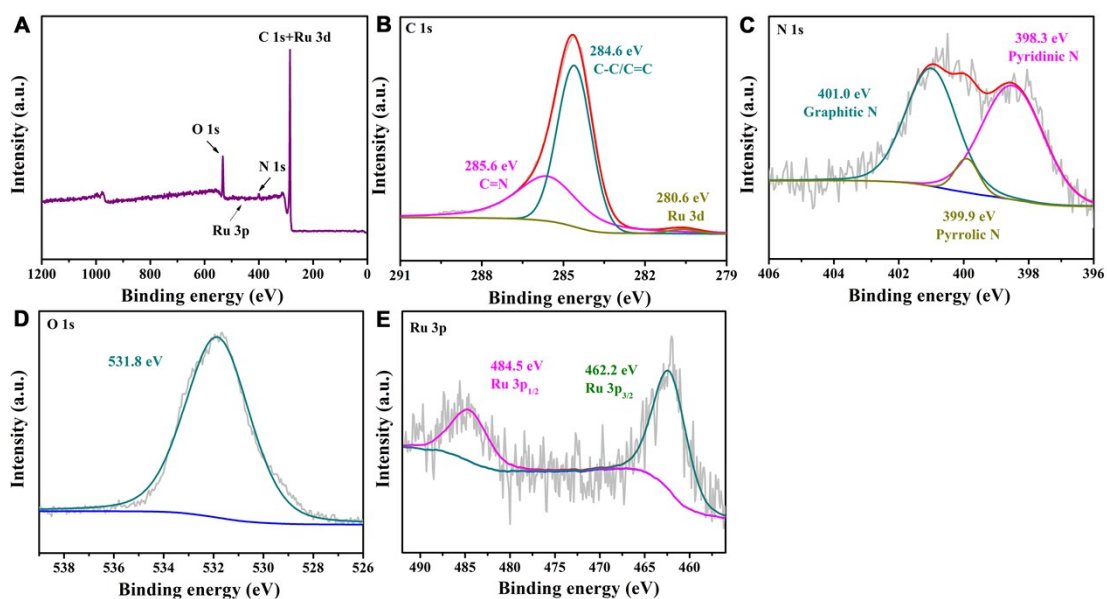 A
C 1s+Ru 3d
O 1s
N 1s
Ru 3p
Intensity (a.u.)
1200 1000 800 600 400 200 0
Binding energy (eV)
B
C 1s
284.6 eV
C-C/C=C
285.6 eV
C=N
280.6 eV
Ru 3d
Intensity (a.u.)
291 288 285 282 279
Binding energy (eV)
C
N 1s
398.3 eV
Pyridinic N
401.0 eV
Graphitic N
399.9 eV
Pyrrolic N
Intensity (a.u.)
406 404 402 400 398 396
Binding energy (eV)
D
O 1s
531.8 eV
Intensity (a.u.)
538 536 534 532 530 528 526
Binding energy (eV)
E
Ru 3p
484.5 eV
Ru 3p1/2
462.2 eV
Ru 3p3/2
Intensity (a.u.)
490 485 480 475 470 465 460
Binding energy (eV)